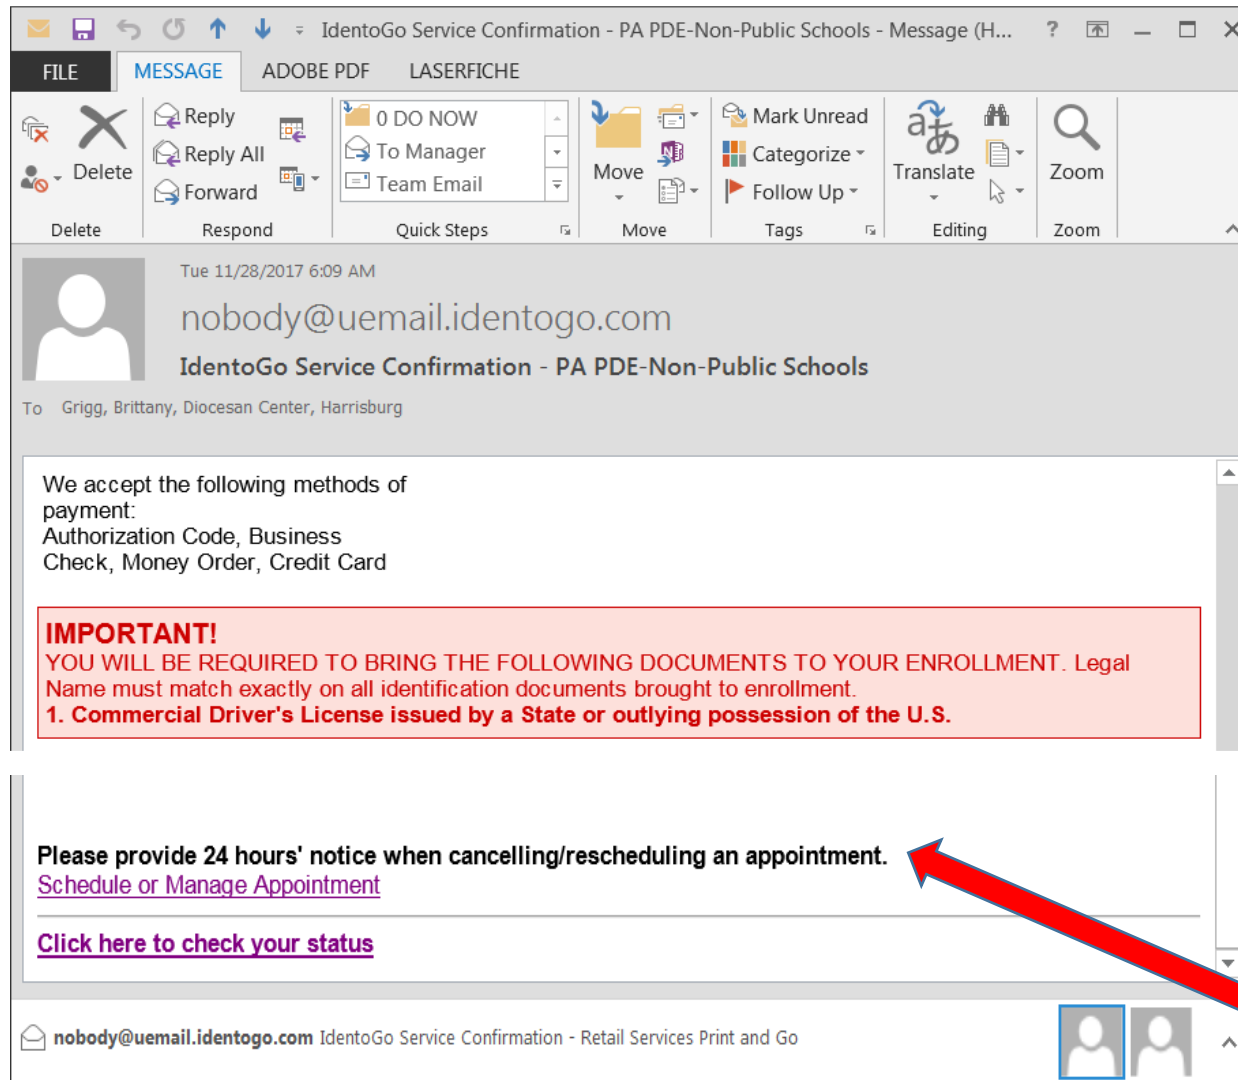 IdentoGo Service Confirmation - PA PDE-Non-Public Schools - Message (H...
FILE MESSAGE ADOBE PDF LASERFICHE
Delete
Reply
Reply All
Forward
0 DO NOW
To Manager
Team Email
Move
Mark Unread
Categorize
Follow Up
Translate
Zoom
Delete Respond Quick Steps Move Tags Editing Zoom
Tue 11/28/2017 6:09 AM
nobody@uemail.identogo.com
IdentoGo Service Confirmation - PA PDE-Non-Public Schools
To Grigg, Brittany, Diocesan Center, Harrisburg
We accept the following methods of
payment:
Authorization Code, Business
Check, Money Order, Credit Card
IMPORTANT!
YOU WILL BE REQUIRED TO BRING THE FOLLOWING DOCUMENTS TO YOUR ENROLLMENT. Legal
Name must match exactly on all identification documents brought to enrollment.
1. Commercial Driver's License issued by a State or outlying possession of the U.S.
Please provide 24 hours' notice when cancelling/rescheduling an appointment.
Schedule or Manage Appointment
Click here to check your status
nobody@uemail.identogo.com IdentoGo Service Confirmation - Retail Services Print and Go